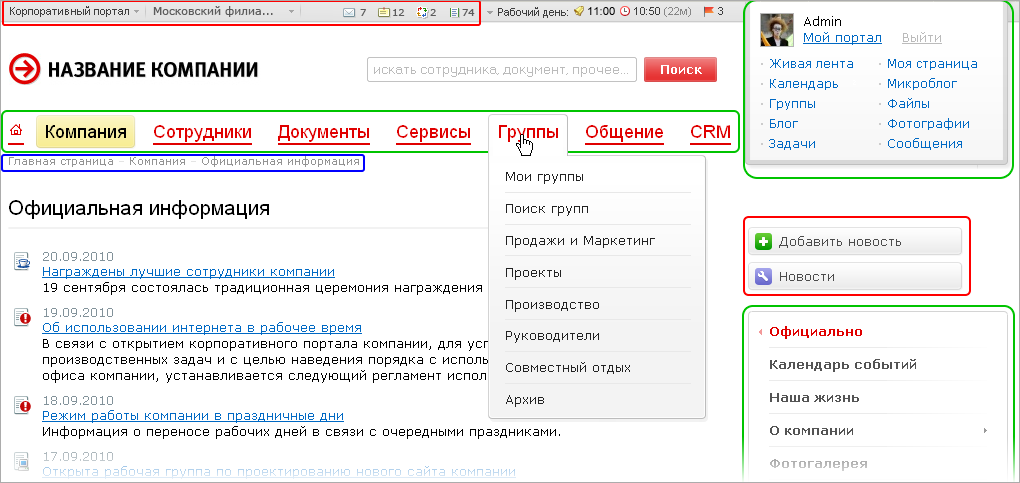 Корпоративный портал Московский филиа... 7 12 2 74 Рабочий день: 11:00 10:50 (22м) 3
НАЗВАНИЕ КОМПАНИИ
искать сотрудника, документ, прочее... Поиск
Admin
Мой портал Выйти
Живая лента Моя страница
Календарь Микроблог
Группы Файлы
Блог Фотографии
Задачи Сообщения
Компания Сотрудники Документы Сервисы Группы Общение CRM
Главная страница - Компания - Официальная информация
Мои группы
Поиск групп
Продажи и Маркетинг
Проекты
Производство
Руководители
Совместный отдых
Архив
Официальная информация
20.09.2010
Награждены лучшие сотрудники компании
19 сентября состоялась традиционная церемония награждения
19.09.2010
Об использовании интернета в рабочее время
В связи с открытием корпоративного портала компании, для усп
производственных задач и с целью наведения порядка с исполь
офиса компании, устанавливается следующий регламент испол
18.09.2010
Режим работы компании в праздничные дни
Информация о переносе рабочих дней в связи с очередными праздниками.
17.09.2010
Открыта рабочая группа по проектированию нового сайта компании
Добавить новость
Новости
Официально
Календарь событий
Наша жизнь
О компании
Фотогалерея